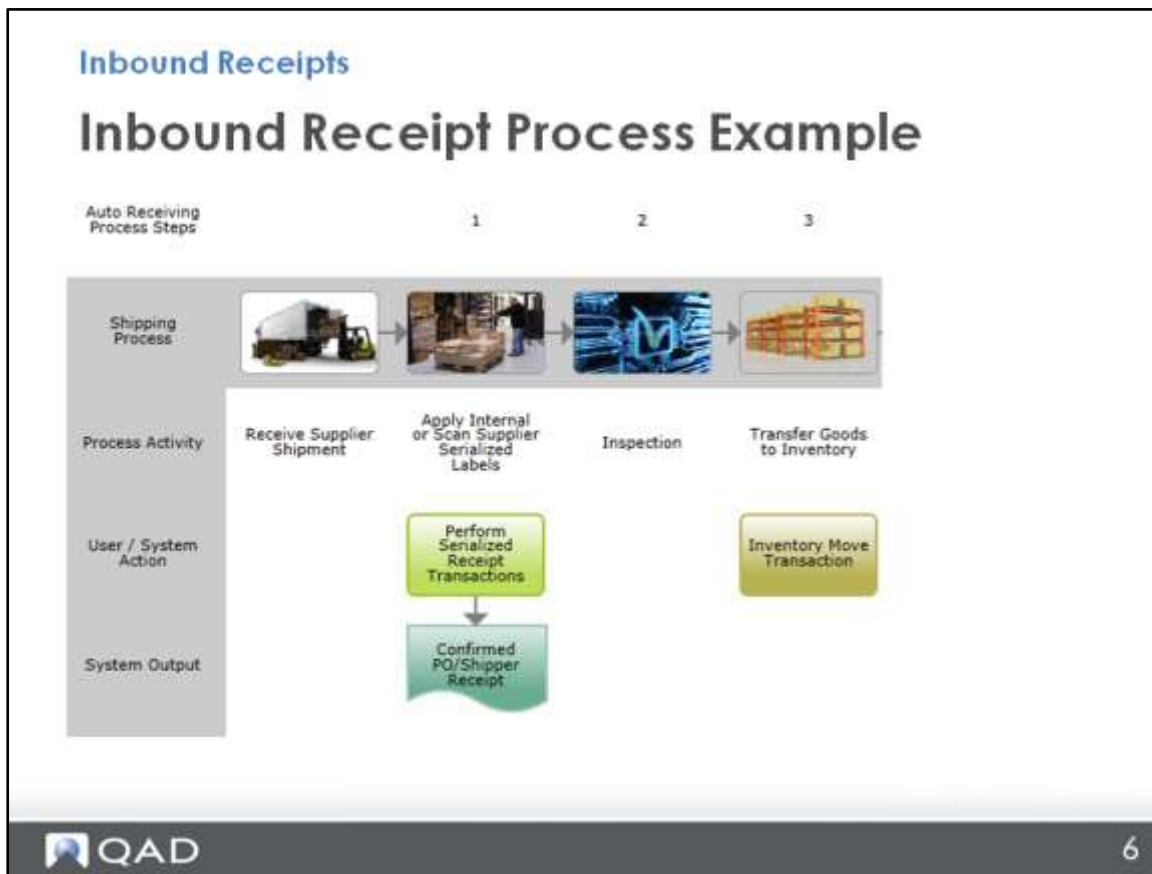 Inbound Receipts
Inbound Receipt Process Example
Auto Receiving
Process Steps
1
2
3
Shipping
Process
Process Activity
Receive Supplier
Shipment
Apply Internal
or Scan Supplier
Serialized
Labels
Inspection
Transfer Goods
to Inventory
User / System
Action
Perform
Serialized
Receipt
Transactions
Inventory Move
Transaction
System Output
Confirmed
PO/Shipper
Receipt
QAD
6